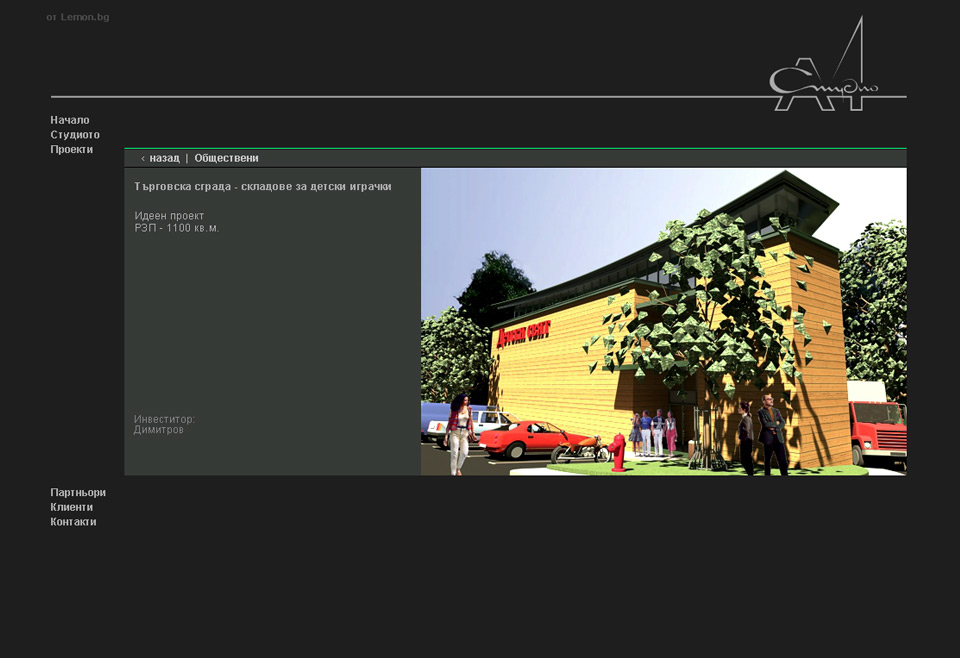 от Lemon.bg
Студио
Начало
Студиото
Проекти
‹ назад | Обществени
Търговска сграда - складове за детски играчки
Идеен проект
РЗП - 1100 кв.м.
Детски свят
Инвеститор:
Димитров
Партньори
Клиенти
Контакти